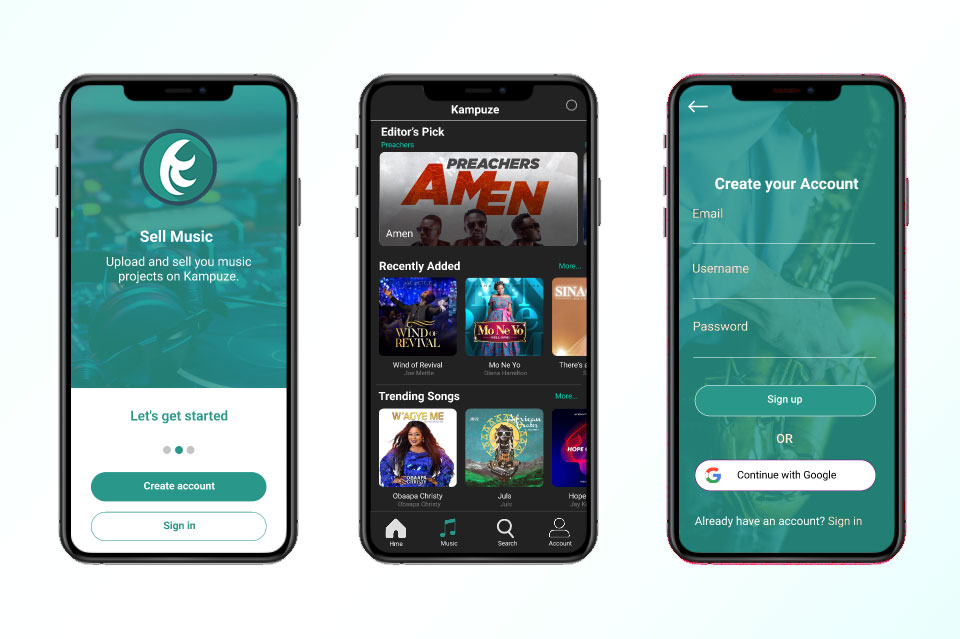 Sell Music
Upload and sell you music
projects on Kampuze.
Let's get started
Create account
Sign in
Kampuze
Editor's Pick
Preachers
PREACHERS
AMEN
Amen
Recently Added
More...
WIND OF
REVIVAL
Mo Ne Yo
SINA
Wind of Revival
Mo Ne Yo
There's a
Joe Mettle
Diana Hamilton
Trending Songs
More...
W'AGYE ME
OBAAPA
CHRISTY
HOPE
Obaapa Christy
Juls
Hope
Obaapa Christy
Juls
Jay K
Hme
Music
Search
Account
Create your Account
Email
Username
Password
Sign up
OR
Continue with Google
Already have an account? Sign in